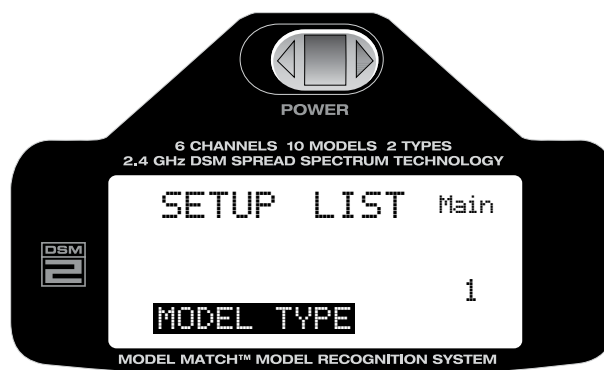 POWER
6 CHANNELS 10 MODELS 2 TYPES
2.4 GHz DSM SPREAD SPECTRUM TECHNOLOGY
SETUP LIST Main
DSM
2
1
MODEL TYPE
MODEL MATCH™ MODEL RECOGNITION SYSTEM